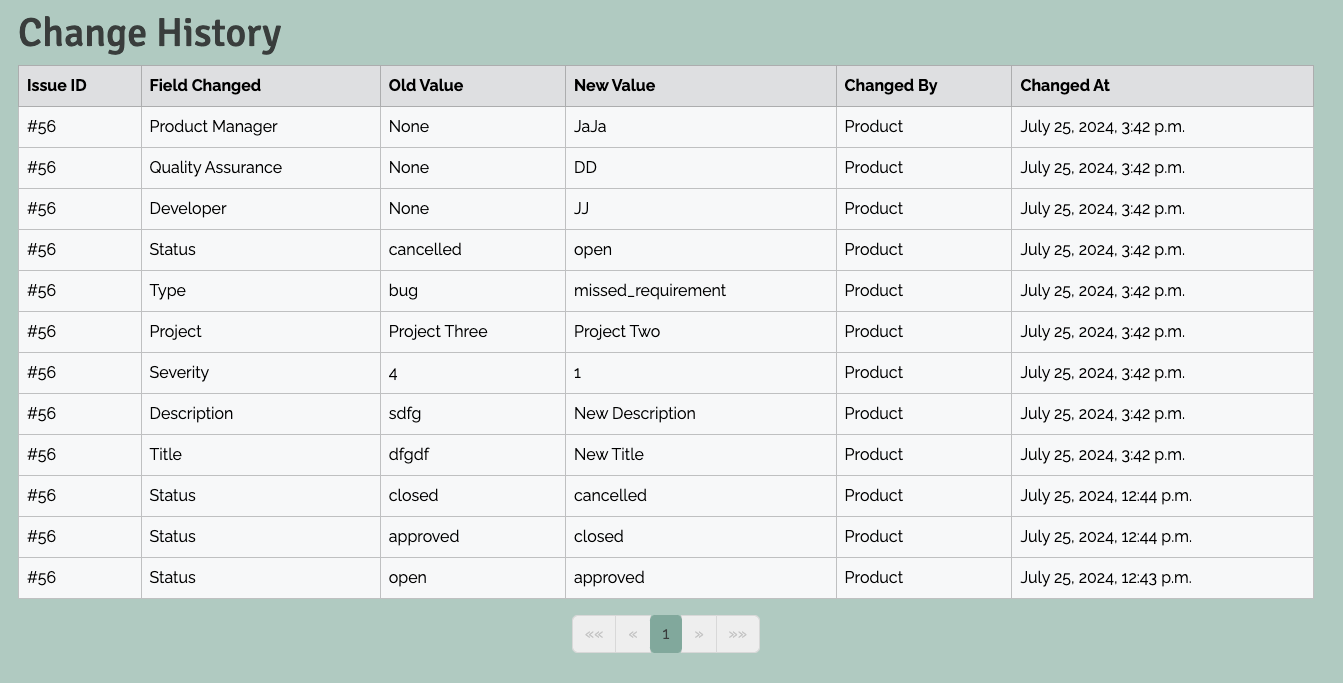 Change History
Issue ID Field Changed Old Value New Value Changed By Changed At
#56 Product Manager None JaJa Product July 25, 2024, 3:42 p.m.
#56 Quality Assurance None DD Product July 25, 2024, 3:42 p.m.
#56 Developer None JJ Product July 25, 2024, 3:42 p.m.
#56 Status cancelled open Product July 25, 2024, 3:42 p.m.
#56 Type bug missed_requirement Product July 25, 2024, 3:42 p.m.
#56 Project Project Three Project Two Product July 25, 2024, 3:42 p.m.
#56 Severity 4 1 Product July 25, 2024, 3:42 p.m.
#56 Description sdfg New Description Product July 25, 2024, 3:42 p.m.
#56 Title dfgdf New Title Product July 25, 2024, 3:42 p.m.
#56 Status closed cancelled Product July 25, 2024, 12:44 p.m.
#56 Status approved closed Product July 25, 2024, 12:44 p.m.
#56 Status open approved Product July 25, 2024, 12:43 p.m.
«« « 1 » »»